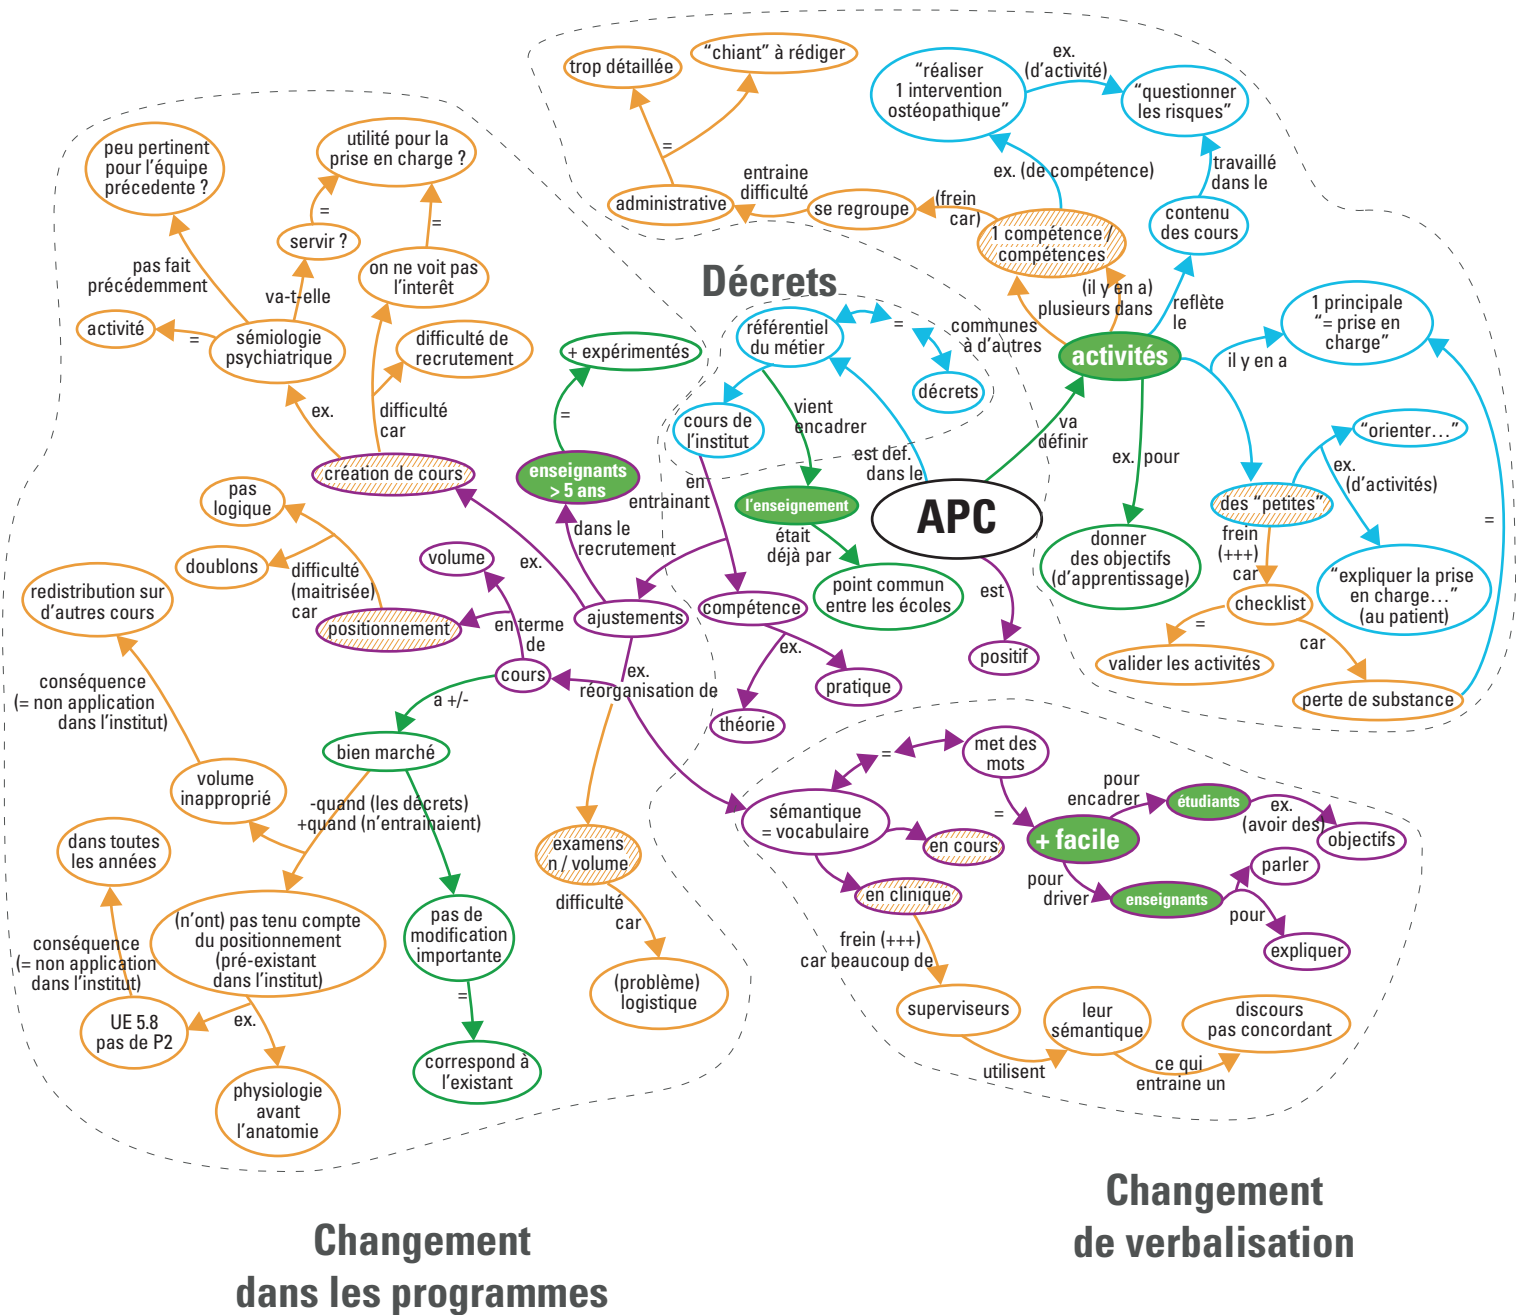 trop détaillée
“chiant” à rédiger
“réaliser
1 intervention
ostéopathique”
ex.
(d’activité)
“questionner
les risques”
=
entraine
difficulté
administrative
se regroupe
(frein
car)
ex. (de compétence)
1 compétence /
compétences
travaillé
dans le
contenu
des cours
(il y en a)
plusieurs dans
communes
à d’autres
reflète
le
activités
1 principale
“= prise en
charge”
il y en a
“orienter…”
ex.
(d’activités)
des “petites”
frein
(+++)
car
checklist
=
valider les activités
car
perte de substance
=
“expliquer la prise
en charge…”
(au patient)
ex. pour
donner
des objectifs
(d’apprentissage)
va
définir
Décrets
référentiel
du métier
=
décrets
cours de
l’institut
vient
encadrer
est def.
dans le
l’enseignement
était
déjà par
point commun
entre les écoles
APC
est
positif
en
entrainant
compétence
ex.
théorie
pratique
ajustements
peu pertinent
pour l’équipe
précedente ?
utilité pour la
prise en charge ?
=
servir ?
=
on ne voit pas
l’interêt
pas fait
précédemment
va-t-elle
activité
=
sémiologie
psychiatrique
difficulté de
recrutement
ex.
difficulté
car
création de cours
+ expérimentés
=
enseignants
> 5 ans
dans le
recrutement
ex.
pas
logique
doublons
difficulté
(maitrisée)
car
volume
positionnement
en terme
de
cours
ex.
réorganisation de
redistribution sur
d’autres cours
conséquence
(= non application
dans l’institut)
a +/-
bien marché
volume
inapproprié
-quand (les décrets)
+quand (n’entrainaient)
dans toutes
les années
(n’ont) pas tenu compte
du positionnement
(pré-existant
dans l’institut)
conséquence
(= non application
dans l’institut)
UE 5.8
pas de P2
ex.
physiologie
avant
l’anatomie
pas de
modification
importante
=
correspond à
l’existant
examens
n / volume
difficulté
car
(problème)
logistique
sémantique
= vocabulaire
=
met des
mots
=
+ facile
pour
encadrer
étudiants
ex.
(avoir des)
objectifs
pour
driver
enseignants
parler
pour
expliquer
en cours
en clinique
frein (+++)
car beaucoup de
superviseurs
utilisent
leur
sémantique
ce qui
entraine un
discours
pas concordant
Changement
de verbalisation
Changement
dans les programmes